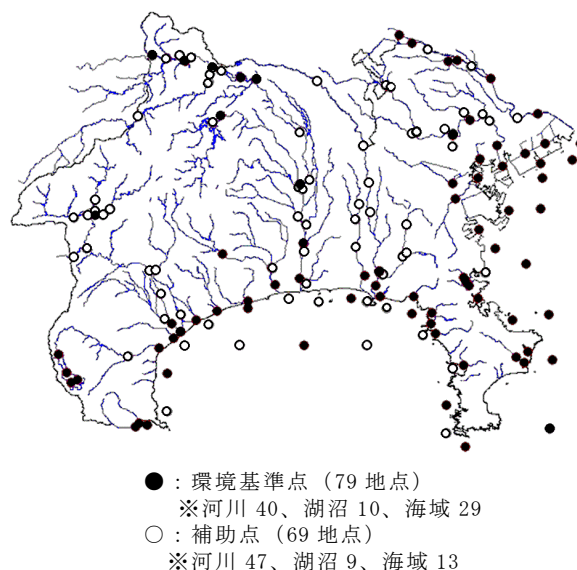 ●：環境基準点（79 地点）
※河川 40、湖沼 10、海域 29
○：補助点（69 地点）
※河川 47、湖沼 9、海域 13